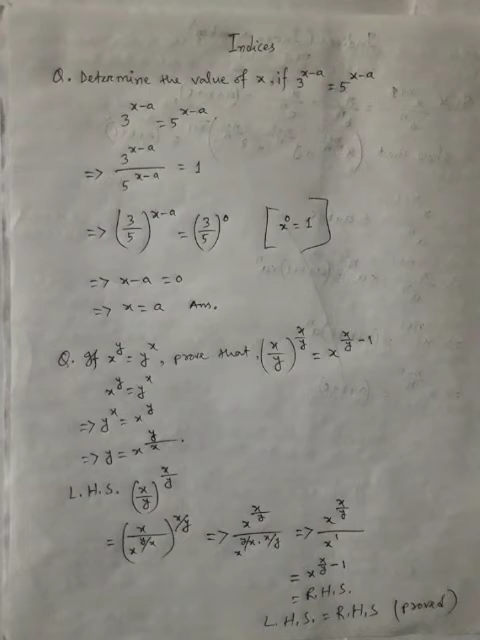 Indices
Q. Determine the value of x, if 3^(x-a) = 5^(x-a)
3^(x-a) = 5^(x-a).
=> 3^(x-a) / 5^(x-a) = 1
=> (3/5)^(x-a) = (3/5)^0 [x^0 = 1]
=> x-a = 0
=> x = a Ans.
Q. If x^y = y^x, prove that. (x/y)^(x/y) = x^(x/y - 1)
x^y = y^x
=> y^x = x^y
=> y = x^(y/x).
L.H.S. (x/y)^(x/y)
= (x / x^(y/x))^(x/y) => x^(x/y) / x^(y/x . x/y) => x^(x/y) / x^1
= x^(x/y - 1)
= R.H.S.
L.H.S. = R.H.S (proved)